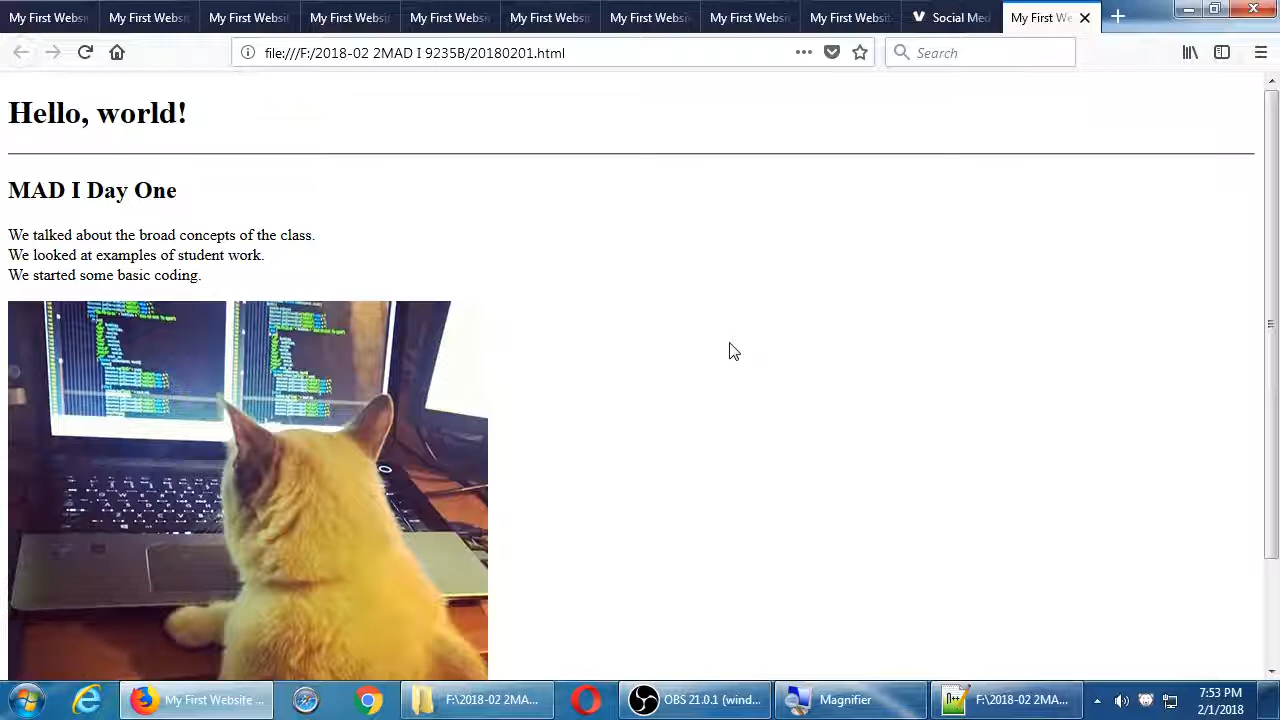 My First Websi
My First Websit
My First Websit
My First Websit
My First Websi
My First Websi
My First Websi
My First Websi
My First Websit
Social Med
My First We
file:///F:/2018-02 2MAD I 9235B/20180201.html
Search
Hello, world!
MAD I Day One
We talked about the broad concepts of the class.
We looked at examples of student work.
We started some basic coding.
My First Website ...
F:\2018-02 2MA...
OBS 21.0.1 (wind...
Magnifier
F:\2018-02 2MA...
7:53 PM
2/1/2018